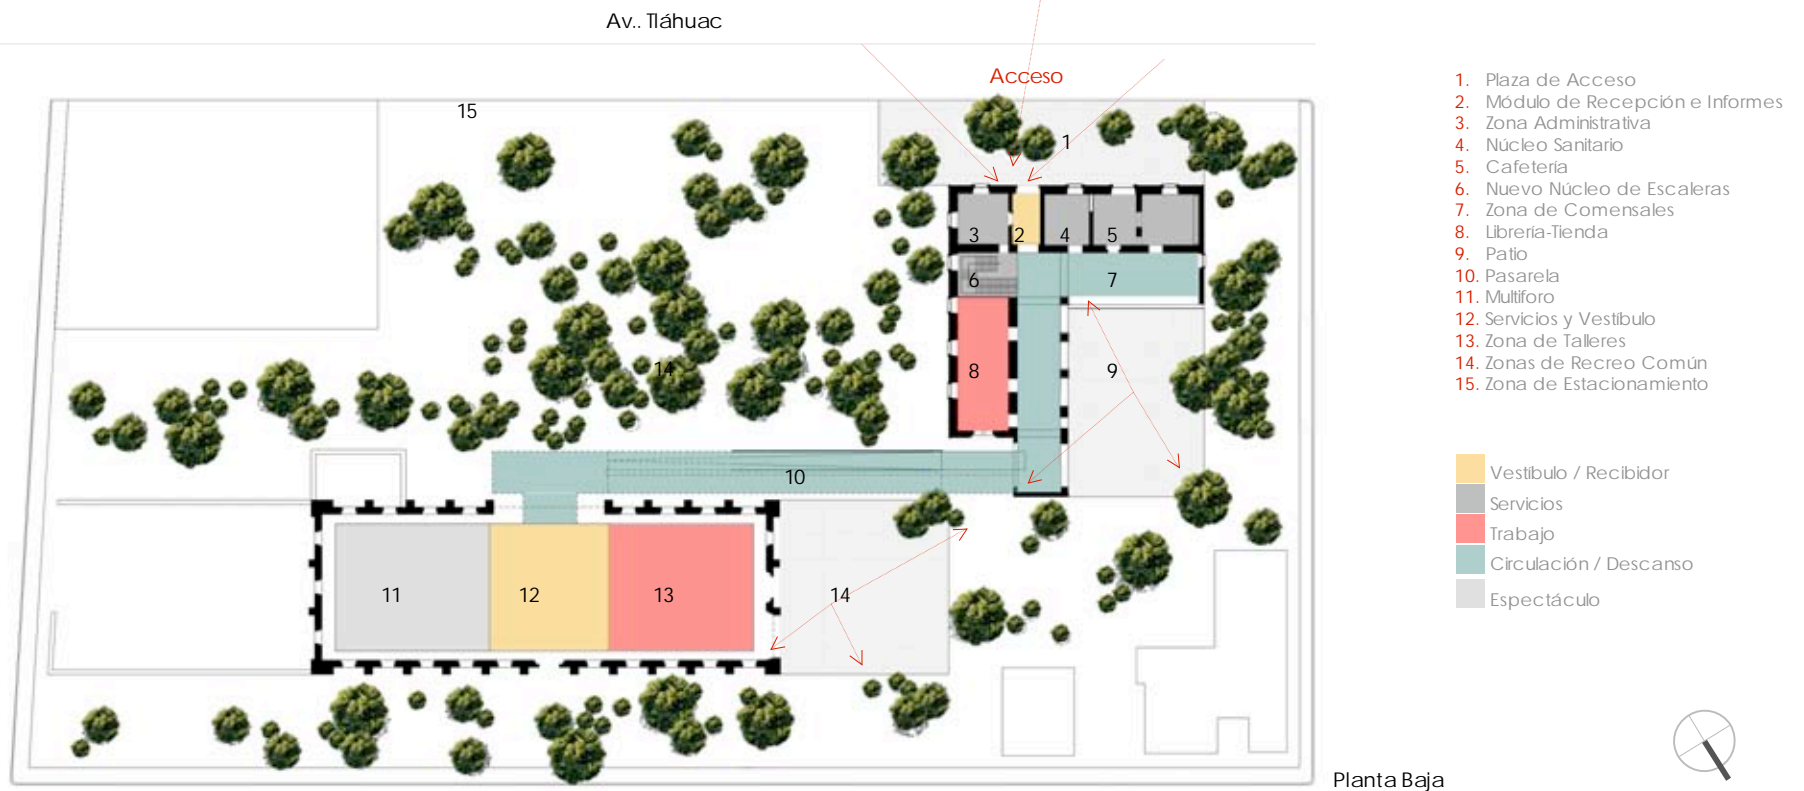 Av.. Tláhuac
Acceso
15
1
3
2
4
5
6
7
14
8
9
10
11
12
13
14
1. Plaza de Acceso
2. Módulo de Recepción e Informes
3. Zona Administrativa
4. Núcleo Sanitario
5. Cafetería
6. Nuevo Núcleo de Escaleras
7. Zona de Comensales
8. Librería-Tienda
9. Patio
10. Pasarela
11. Multiforo
12. Servicios y Vestíbulo
13. Zona de Talleres
14. Zonas de Recreo Común
15. Zona de Estacionamiento
Vestíbulo / Recibidor
Servicios
Trabajo
Circulación / Descanso
Espectáculo
Planta Baja